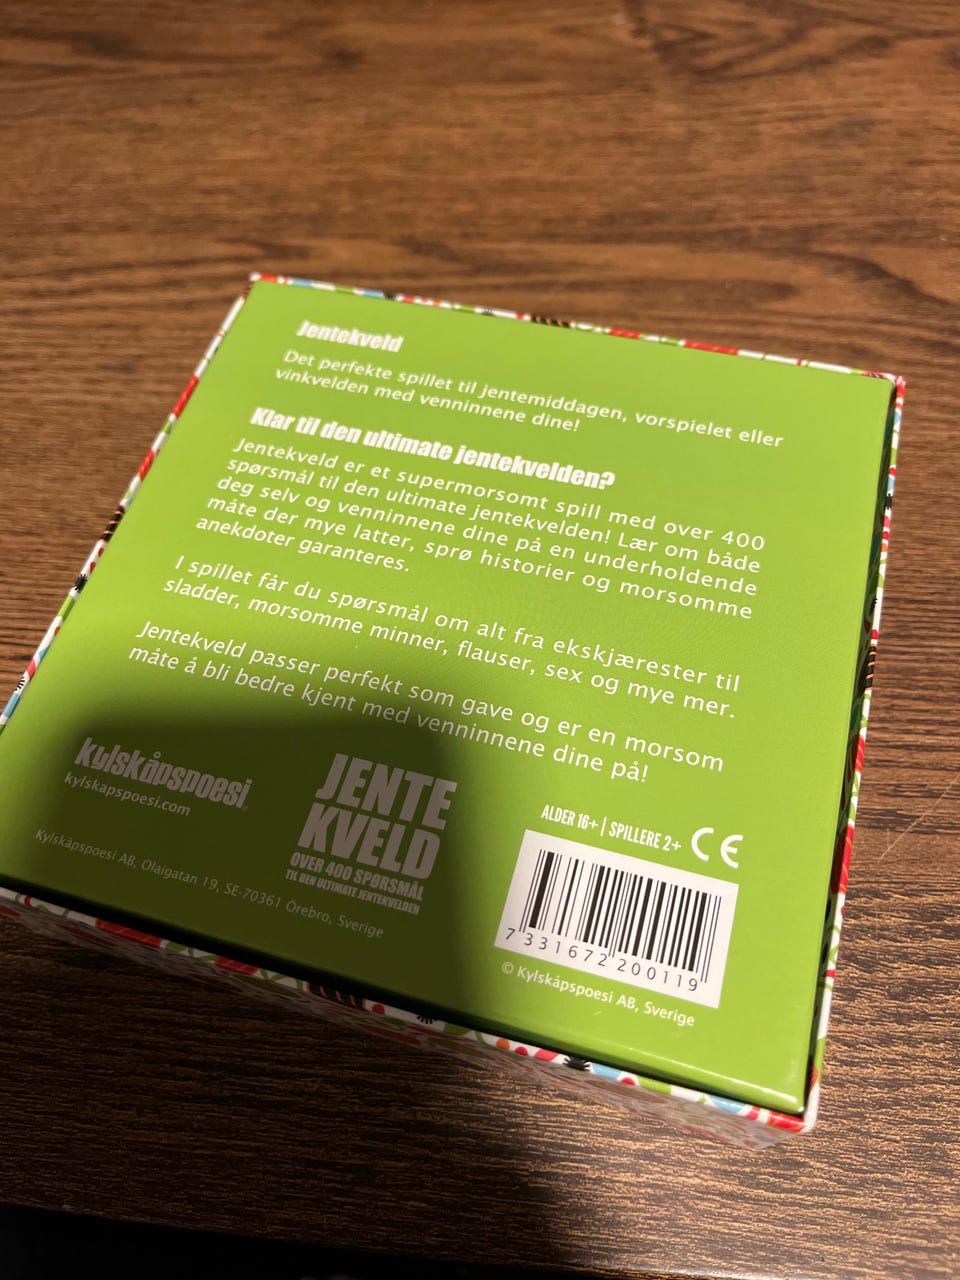 Jentekveld
Det perfekte spillet til jentemiddagen, vorspielet eller
vinkvelden med venninnene dine!
Klar til den ultimate jentekvelden?
Jentekveld er et supermorsomt spill med over 400
spørsmål til den ultimate jentekvelden! Lær om både
deg selv og venninnene dine på en underholdende
måte der mye latter, sprø historier og morsomme
anekdoter garanteres.
I spillet får du spørsmål om alt fra ekskjærester til
sladder, morsomme minner, flauser, sex og mye mer.
Jentekveld passer perfekt som gave og er en morsom
måte å bli bedre kjent med venninnene dine på!
kylskåpspoesi
kylskapspoesi.com
Kylskåpspoesi AB, Olaigatan 19, SE-70361 Örebro, Sverige
JENTE
KVELD
OVER 400 SPØRSMÅL
TIL DEN ULTIMATE JENTEKVELDEN
ALDER 16+ | SPILLERE 2+ CE
7 331672 200119
© Kylskåpspoesi AB, Sverige